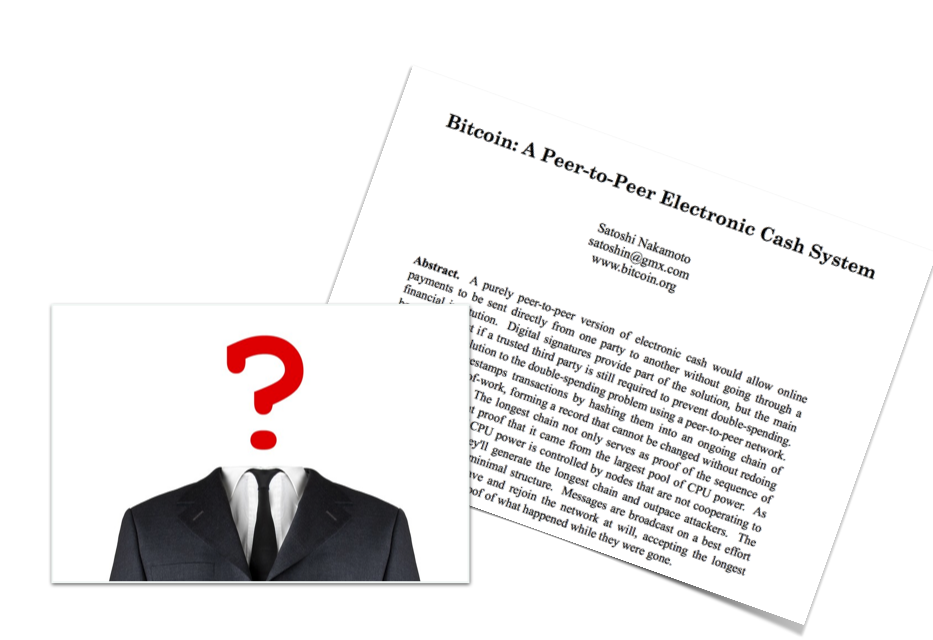 Bitcoin: A Peer-to-Peer Electronic Cash System
Satoshi Nakamoto
satoshin@gmx.com
www.bitcoin.org
Abstract. A purely peer-to-peer version of electronic cash would allow online
payments to be sent directly from one party to another without going through a
financial Digital signatures provide part of the solution, but the main
if a trusted third party is still required to prevent double-spending.
to the double-spending problem using a peer-to-peer network.
transactions by hashing them into an ongoing chain of
of-work, forming a record that cannot be changed without redoing
The longest chain not only serves as proof of the sequence of
proof that it came from the largest pool of CPU power. As
CPU power is controlled by nodes that are not cooperating to
generate the longest chain and outpace attackers. The
minimal structure. Messages are broadcast on a best effort
and rejoin the network at will, accepting the longest
of what happened while they were gone.
?